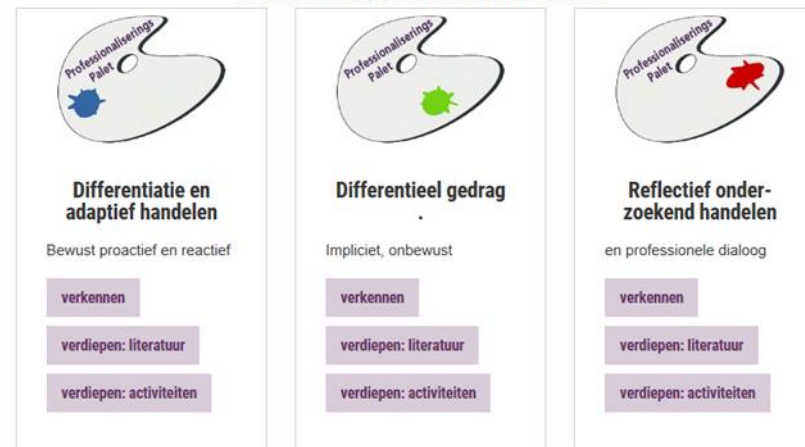 Professionaliserings
Palet
Differentiatie en
adaptief handelen
Bewust proactief en reactief
verkennen
verdiepen: literatuur
verdiepen: activiteiten
Professionaliserings
Palet
Differentieel gedrag
.
Impliciet, onbewust
verkennen
verdiepen: literatuur
verdiepen: activiteiten
Professionaliserings
Palet
Reflectief onder-
zoekend handelen
en professionele dialoog
verkennen
verdiepen: literatuur
verdiepen: activiteiten